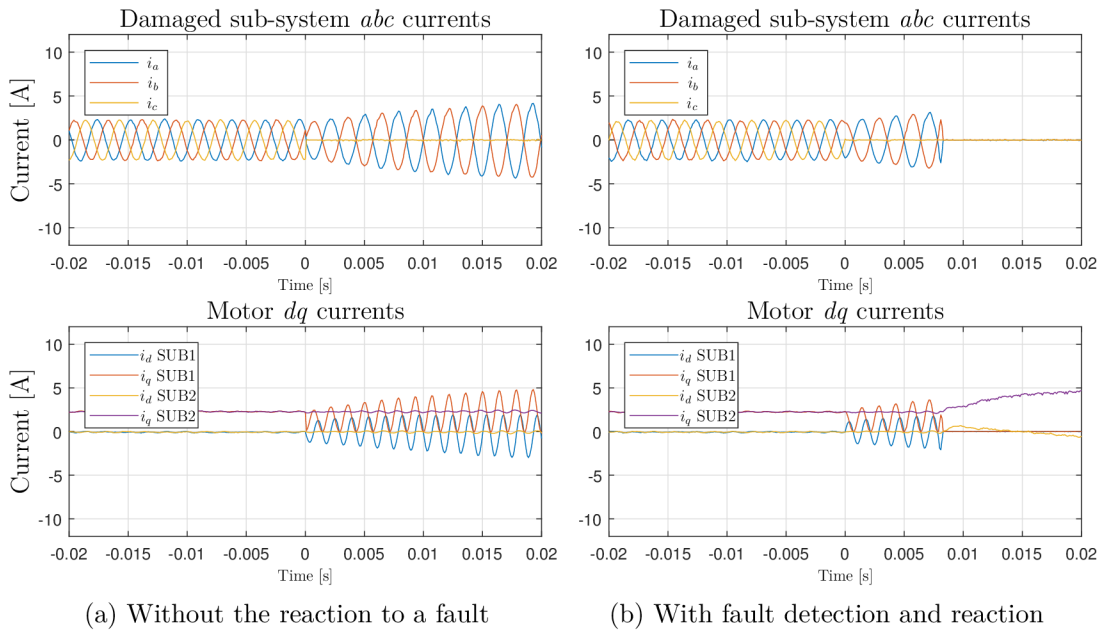 Damaged sub-system abc currents
Current [A]
10
5
0
-5
-10
i_a
i_b
i_c
-0.02 -0.015 -0.01 -0.005 0 0.005 0.01 0.015 0.02
Time [s]
Damaged sub-system abc currents
10
5
0
-5
-10
i_a
i_b
i_c
-0.02 -0.015 -0.01 -0.005 0 0.005 0.01 0.015 0.02
Time [s]
Motor dq currents
Current [A]
10
5
0
-5
-10
i_d SUB1
i_q SUB1
i_d SUB2
i_q SUB2
-0.02 -0.015 -0.01 -0.005 0 0.005 0.01 0.015 0.02
Time [s]
Motor dq currents
10
5
0
-5
-10
i_d SUB1
i_q SUB1
i_d SUB2
i_q SUB2
-0.02 -0.015 -0.01 -0.005 0 0.005 0.01 0.015 0.02
Time [s]
(a) Without the reaction to a fault
(b) With fault detection and reaction